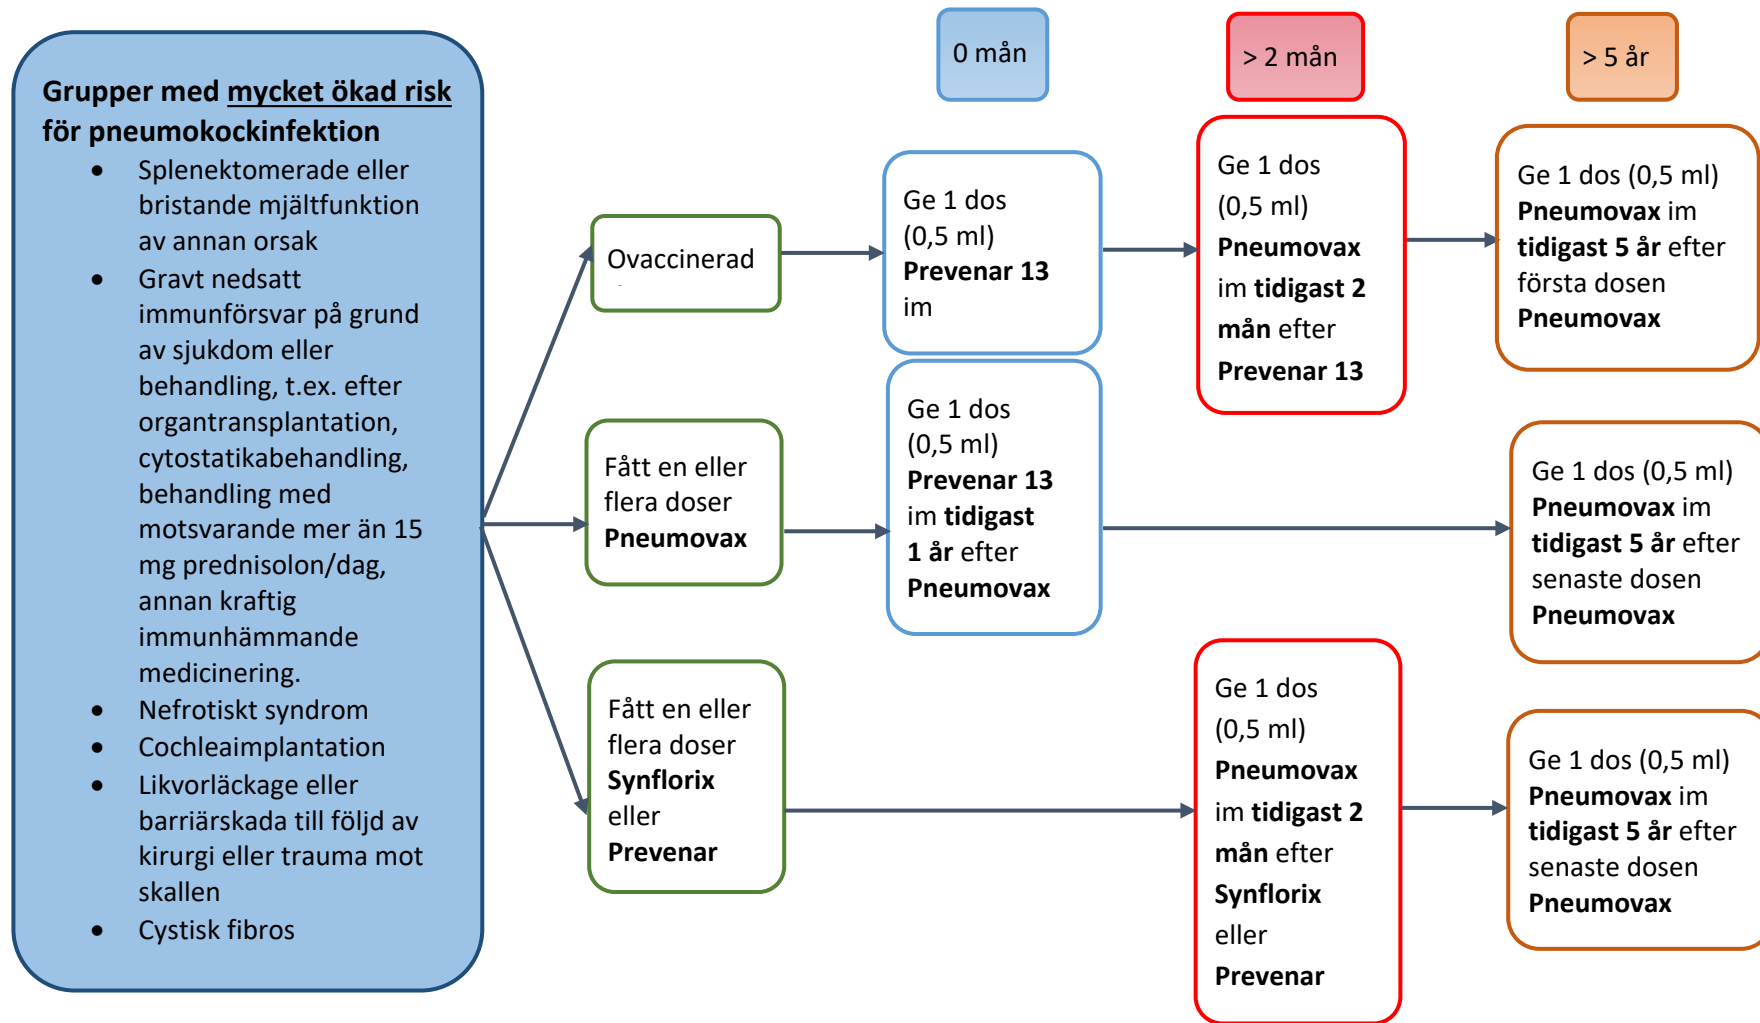 0 mån
> 2 mån
> 5 år
Grupper med mycket ökad risk
för pneumokockinfektion
• Splenektomerade eller
bristande mjältfunktion
av annan orsak
• Gravt nedsatt
immunförsvar på grund
av sjukdom eller
behandling, t.ex. efter
organtransplantation,
cytostatikabehandling,
behandling med
motsvarande mer än 15
mg prednisolon/dag,
annan kraftig
immunhämmande
medicinering.
• Nefrotiskt syndrom
• Cochleaimplantation
• Likvorläckage eller
barriärskada till följd av
kirurgi eller trauma mot
skallen
• Cystisk fibros
Ovaccinerad
Ge 1 dos
(0,5 ml)
Prevenar 13
im
Ge 1 dos
(0,5 ml)
Pneumovax
im tidigast 2
mån efter
Prevenar 13
Ge 1 dos (0,5 ml)
Pneumovax im
tidigast 5 år efter
första dosen
Pneumovax
Fått en eller
flera doser
Pneumovax
Ge 1 dos
(0,5 ml)
Prevenar 13
im tidigast
1 år efter
Pneumovax
Ge 1 dos (0,5 ml)
Pneumovax im
tidigast 5 år efter
senaste dosen
Pneumovax
Fått en eller
flera doser
Synflorix
eller
Prevenar
Ge 1 dos
(0,5 ml)
Pneumovax
im tidigast 2
mån efter
Synflorix
eller
Prevenar
Ge 1 dos (0,5 ml)
Pneumovax im
tidigast 5 år efter
senaste dosen
Pneumovax